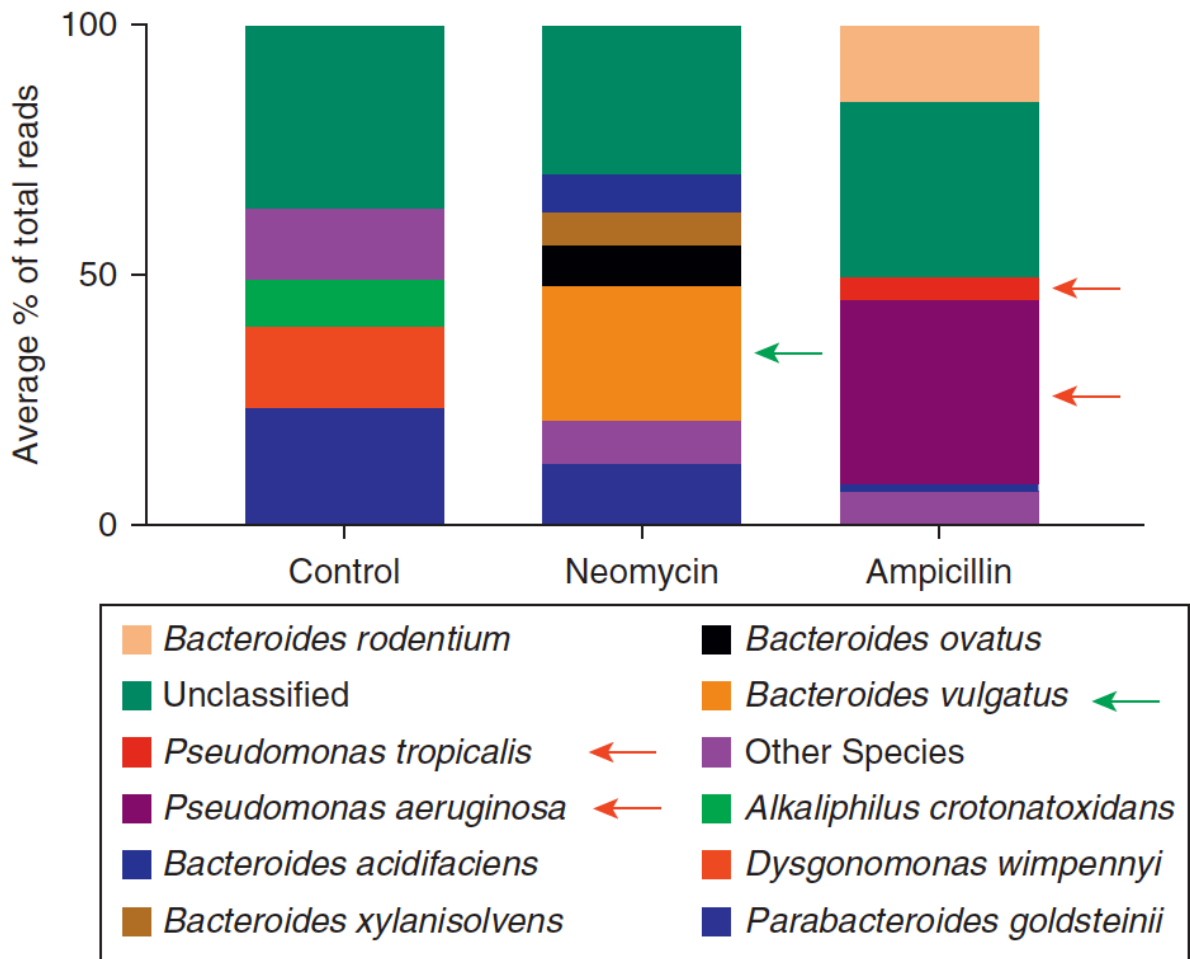 100
50
0
Average % of total reads
Control Neomycin Ampicillin
Bacteroides rodentium
Unclassified
Pseudomonas tropicalis
Pseudomonas aeruginosa
Bacteroides acidifaciens
Bacteroides xylanisolvens
Bacteroides ovatus
Bacteroides vulgatus
Other Species
Alkaliphilus crotonatoxidans
Dysgonomonas wimpennyi
Parabacteroides goldsteinii